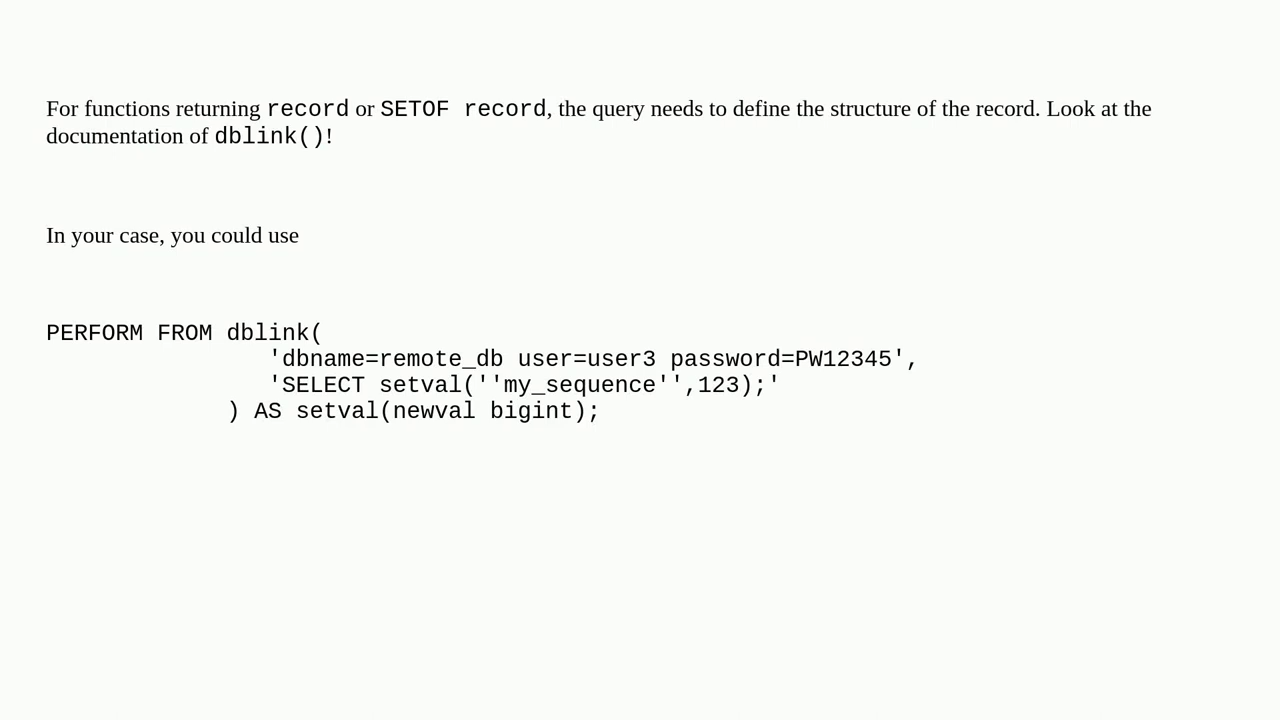 For functions returning record or SETOF record, the query needs to define the structure of the record. Look at the
documentation of dblink()!
In your case, you could use
PERFORM FROM dblink(
                'dbname=remote_db user=user3 password=PW12345',
                'SELECT setval(''my_sequence'',123);'
             ) AS setval(newval bigint);